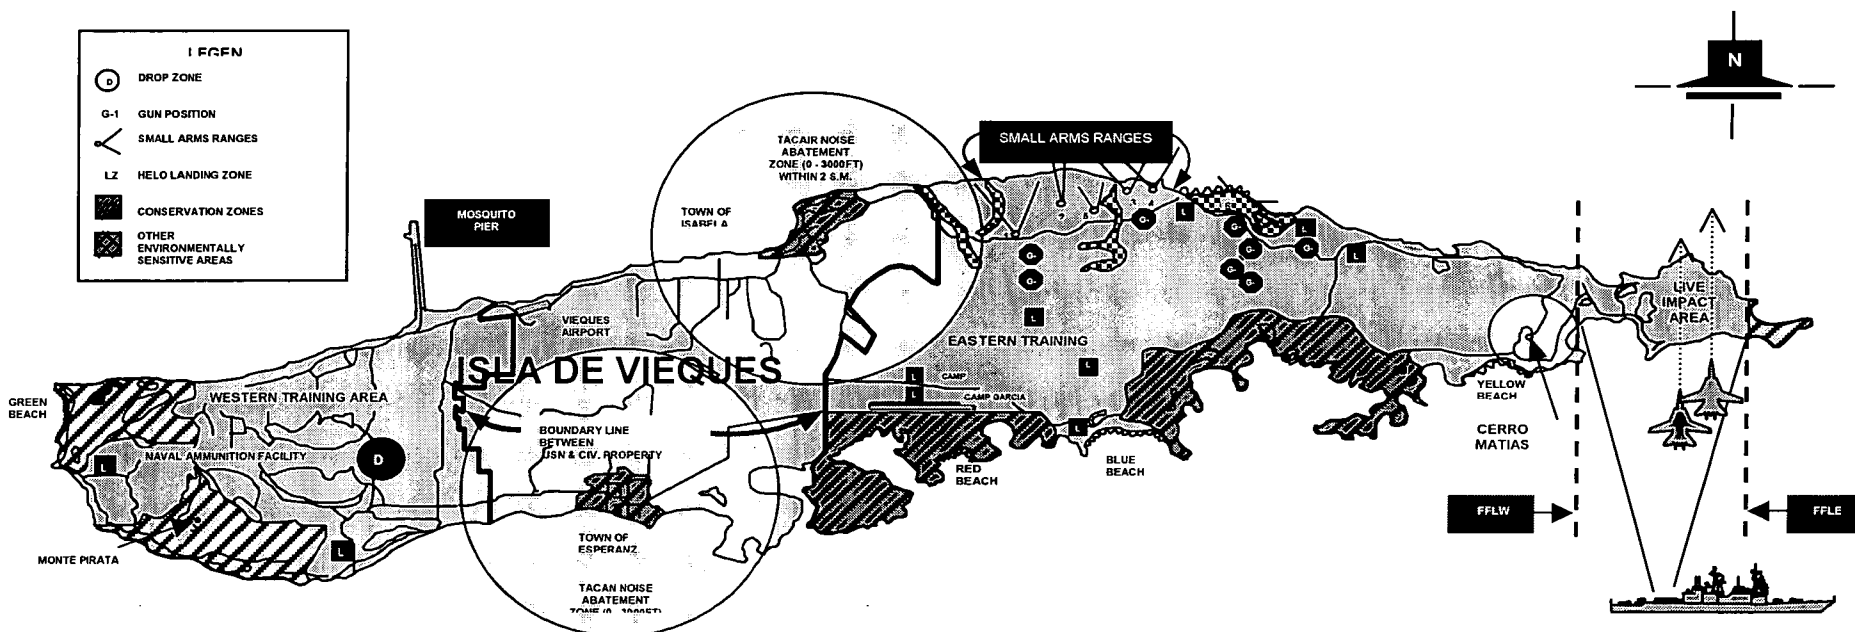 LEGEN
D
DROP ZONE
G-1
GUN POSITION
SMALL ARMS RANGES
LZ
HELO LANDING ZONE
CONSERVATION ZONES
OTHER
ENVIRONMENTALLY
SENSITIVE AREAS
MOSQUITO
PIER
TOWN OF
ISABELA
TACAIR NOISE
ABATEMENT
ZONE (0 - 3000FT)
WITHIN 2 S.M.
SMALL ARMS RANGES
N
VIEQUES
AIRPORT
ISLA DE VIEQUES
EASTERN TRAINING
LIVE
IMPACT
AREA
GREEN
BEACH
WESTERN TRAINING AREA
NAVAL AMMUNITION FACILITY
D
BOUNDARY LINE
BETWEEN
USN & CIV. PROPERTY
CAMP
CAMP GARCIA
RED
BEACH
BLUE
BEACH
YELLOW
BEACH
CERRO
MATIAS
FFLW
FFLE
MONTE PIRATA
TOWN OF
ESPERANZ
TACAN NOISE
ABATEMENT
ZONE (0 - 3000FT)
L
L
L
L
L
L
L
L
L
L
G-
G-
G-
G-
G-
G-
G-
G-